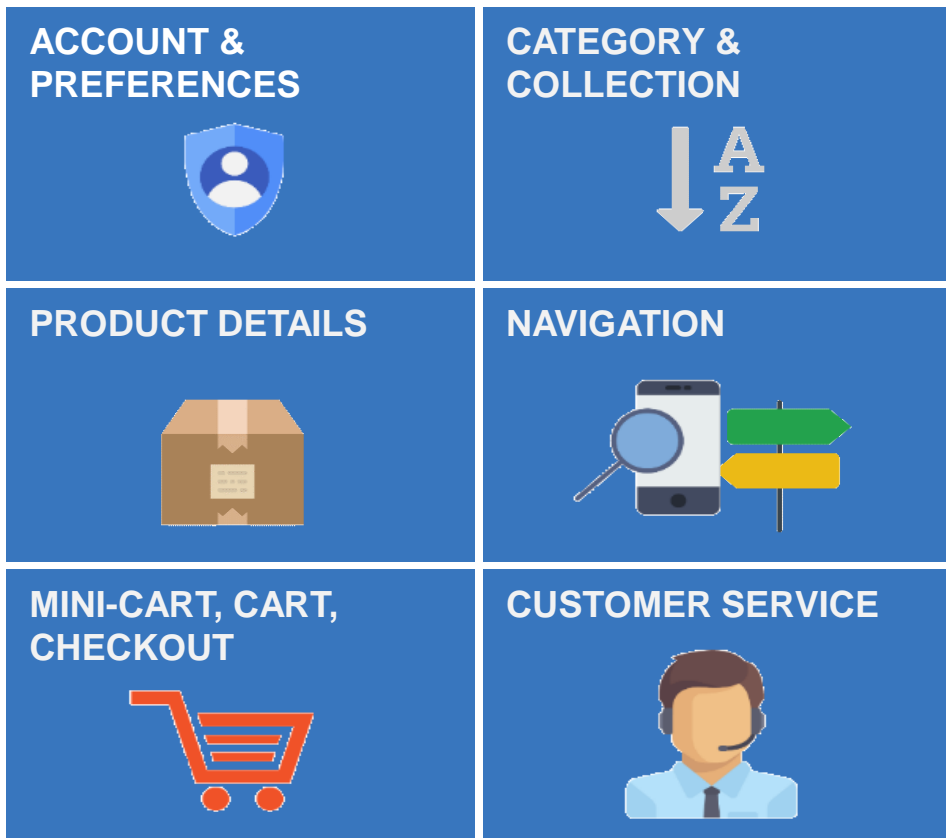 ACCOUNT &
PREFERENCES
CATEGORY &
COLLECTION
A
Z
PRODUCT DETAILS
NAVIGATION
MINI-CART, CART,
CHECKOUT
CUSTOMER SERVICE